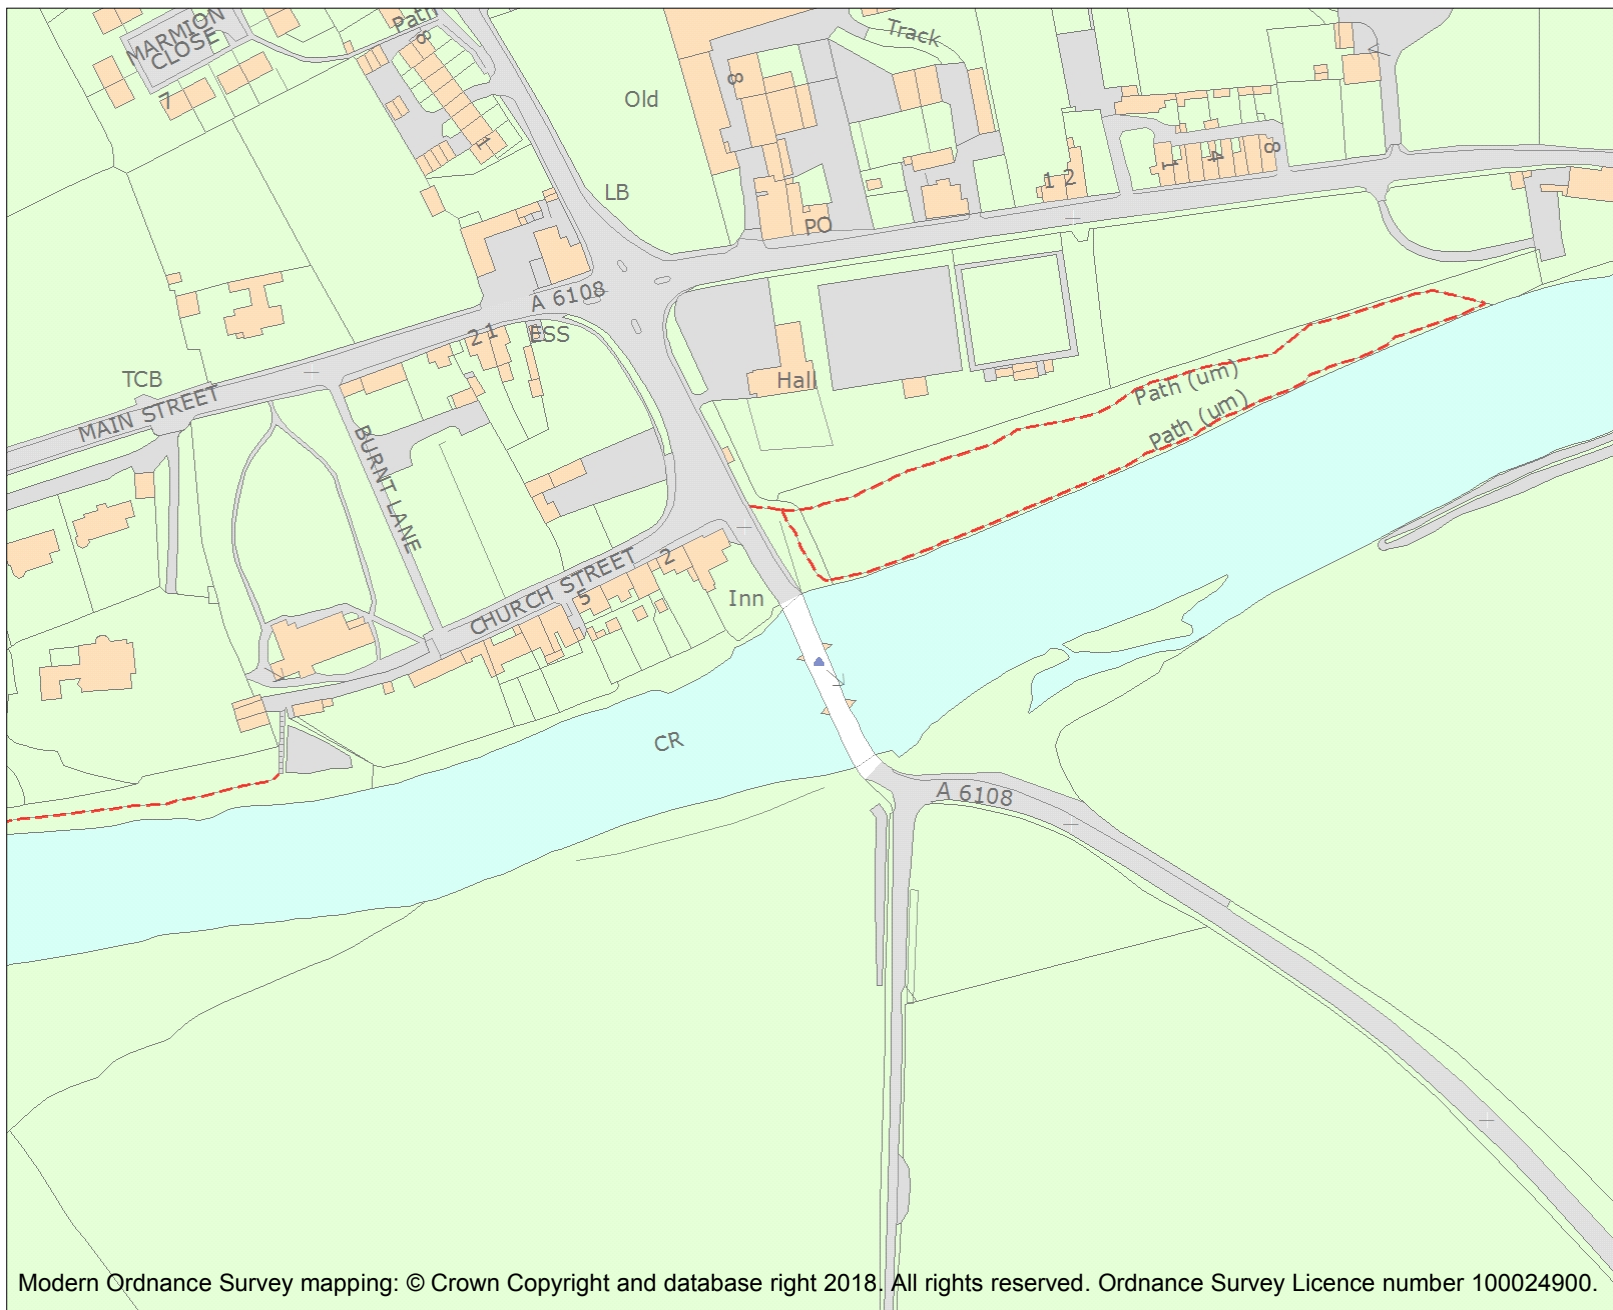 MARMION
CLOSE
7
Path
8
1
Old
LB
8
Track
PO
1 2
1
4
8
A 6108
ESS
2 1
TCB
MAIN STREET
BURNT LANE
Hall
Path (um)
Path (um)
CHURCH STREET
2
5
Inn
CR
A 6108
Modern Ordnance Survey mapping: © Crown Copyright and database right 2018. All rights reserved. Ordnance Survey Licence number 100024900.